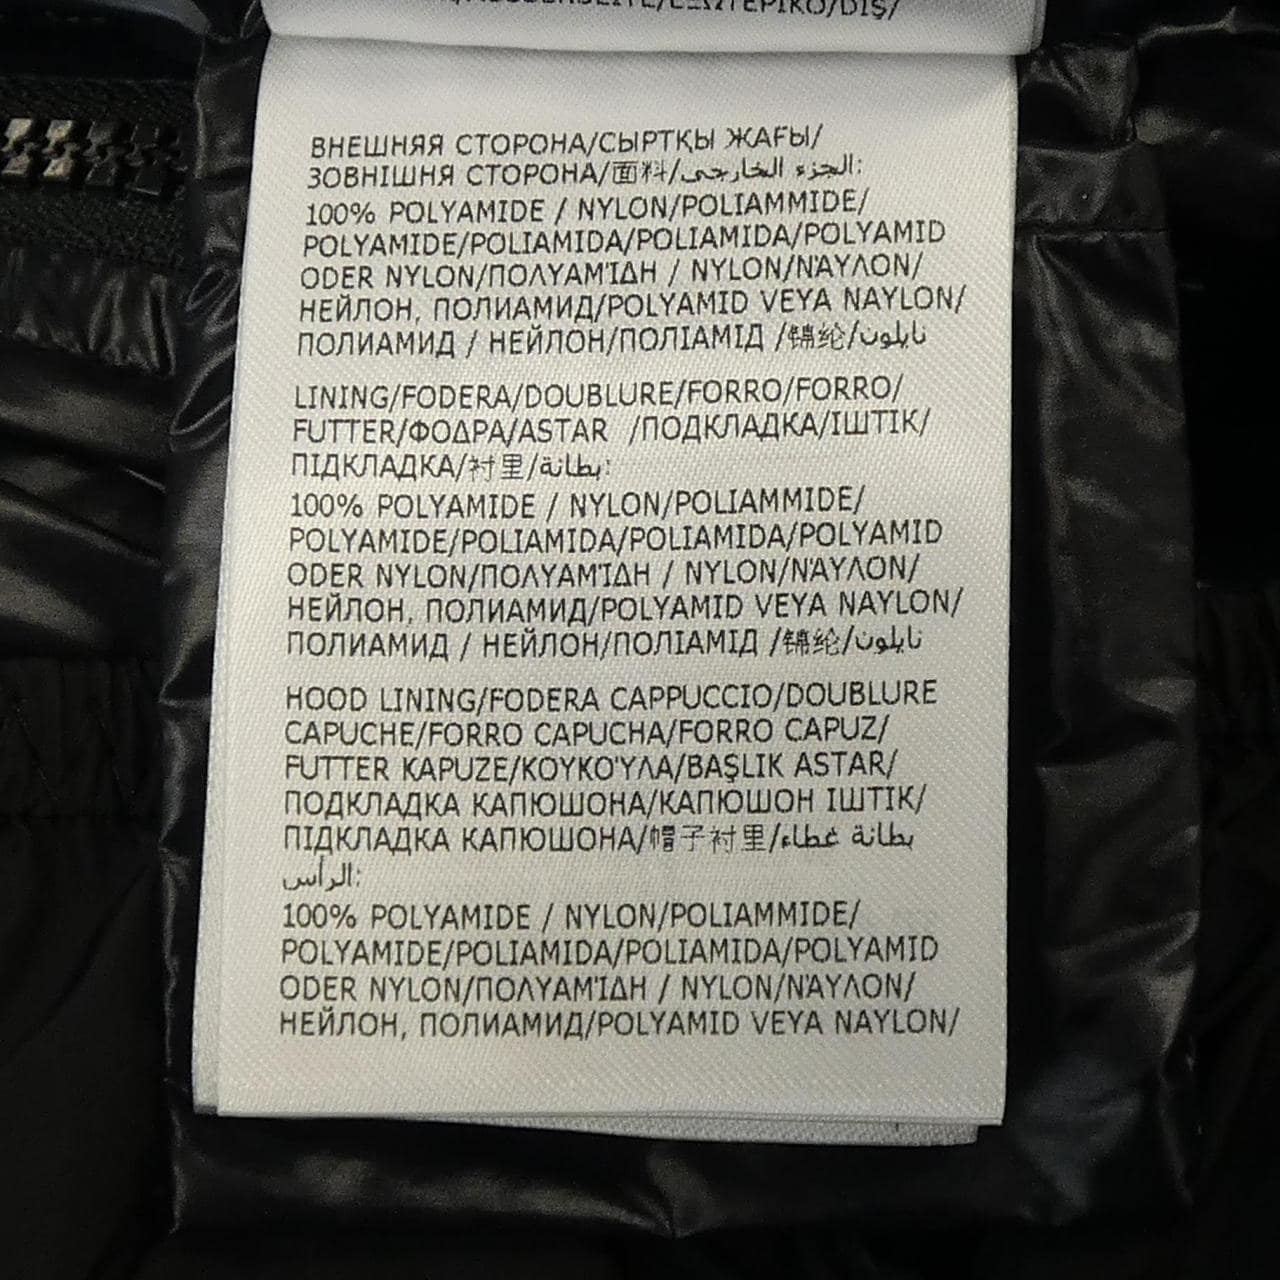 ВНЕШНЯЯ СТОРОНА/СЫРТҚЫ ЖАҒЫ/
ЗОВНІШНЯ СТОРОНА/面料/الجزء الخارجي:
100% POLYAMIDE / NYLON/POLIAMMIDE/
POLYAMIDE/POLIAMIDA/POLIAMIDA/POLYAMID
ODER NYLON/ΠΟΛΥΑΜΊΔΗ / NYLON/ΝΆΥΛΟΝ/
НЕЙЛОН, ПОЛИАМИД/POLYAMID VEYA NAYLON/
ПОЛИАМИД / НЕЙЛОН/ПОЛІАМІД /锦纶/نايلون
LINING/FODERA/DOUBLURE/FORRO/FORRO/
FUTTER/ΦΟΔΡΑ/ASTAR /ПОДКЛАДКА/ІШТІК/
ПІДКЛАДКА/衬里/بطانة:
100% POLYAMIDE / NYLON/POLIAMMIDE/
POLYAMIDE/POLIAMIDA/POLIAMIDA/POLYAMID
ODER NYLON/ΠΟΛΥΑΜΊΔΗ / NYLON/ΝΆΥΛΟΝ/
НЕЙЛОН, ПОЛИАМИД/POLYAMID VEYA NAYLON/
ПОЛИАМИД / НЕЙЛОН/ПОЛІАМІД /锦纶/نايلون
HOOD LINING/FODERA CAPPUCCIO/DOUBLURE
CAPUCHE/FORRO CAPUCHA/FORRO CAPUZ/
FUTTER KAPUZE/ΚΟΥΚΟΎΛΑ/BAŞLIK ASTAR/
ПОДКЛАДКА КАПЮШОНА/КАПЮШОН ІШТІК/
ПІДКЛАДКА КАПЮШОНА/帽子衬里/بطانة غطاء
الرأس:
100% POLYAMIDE / NYLON/POLIAMMIDE/
POLYAMIDE/POLIAMIDA/POLIAMIDA/POLYAMID
ODER NYLON/ΠΟΛΥΑΜΊΔΗ / NYLON/ΝΆΥΛΟΝ/
НЕЙЛОН, ПОЛИАМИД/POLYAMID VEYA NAYLON/